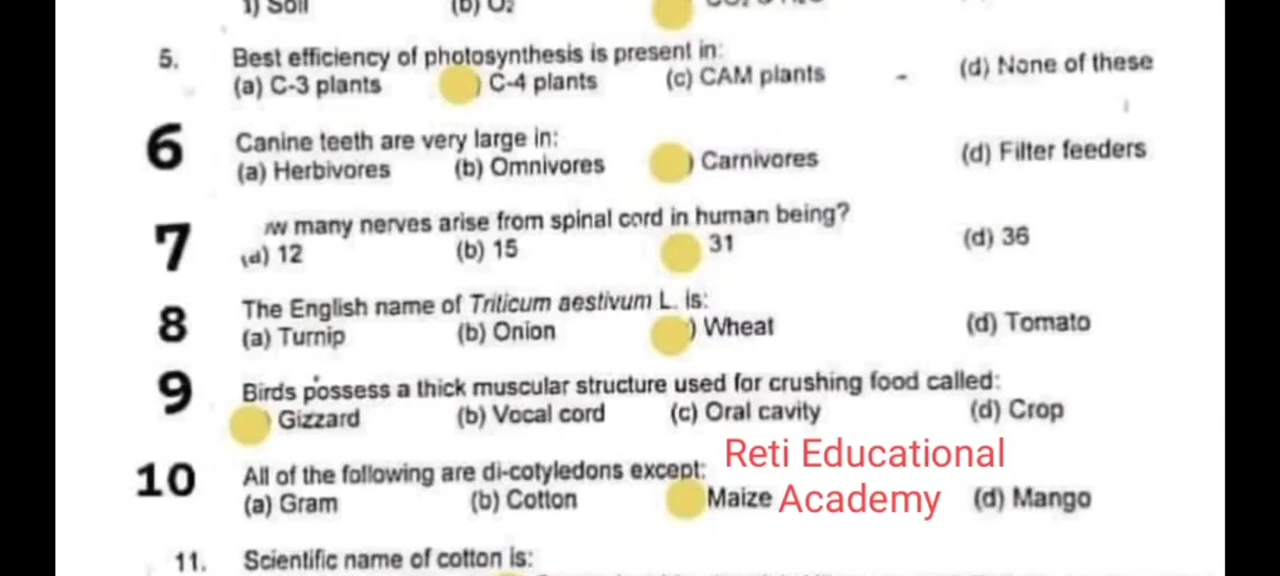 1) Soil (b) O₂
5. Best efficiency of photosynthesis is present in:
(a) C-3 plants ) C-4 plants (c) CAM plants - (d) None of these
6 Canine teeth are very large in:
(a) Herbivores (b) Omnivores ) Carnivores (d) Filter feeders
7 w many nerves arise from spinal cord in human being?
(a) 12 (b) 15 31 (d) 36
8 The English name of Triticum aestivum L. is:
(a) Turnip (b) Onion ) Wheat (d) Tomato
9 Birds possess a thick muscular structure used for crushing food called:
) Gizzard (b) Vocal cord (c) Oral cavity (d) Crop
10 All of the following are di-cotyledons except: Reti Educational
(a) Gram (b) Cotton Maize Academy (d) Mango
11. Scientific name of cotton is: